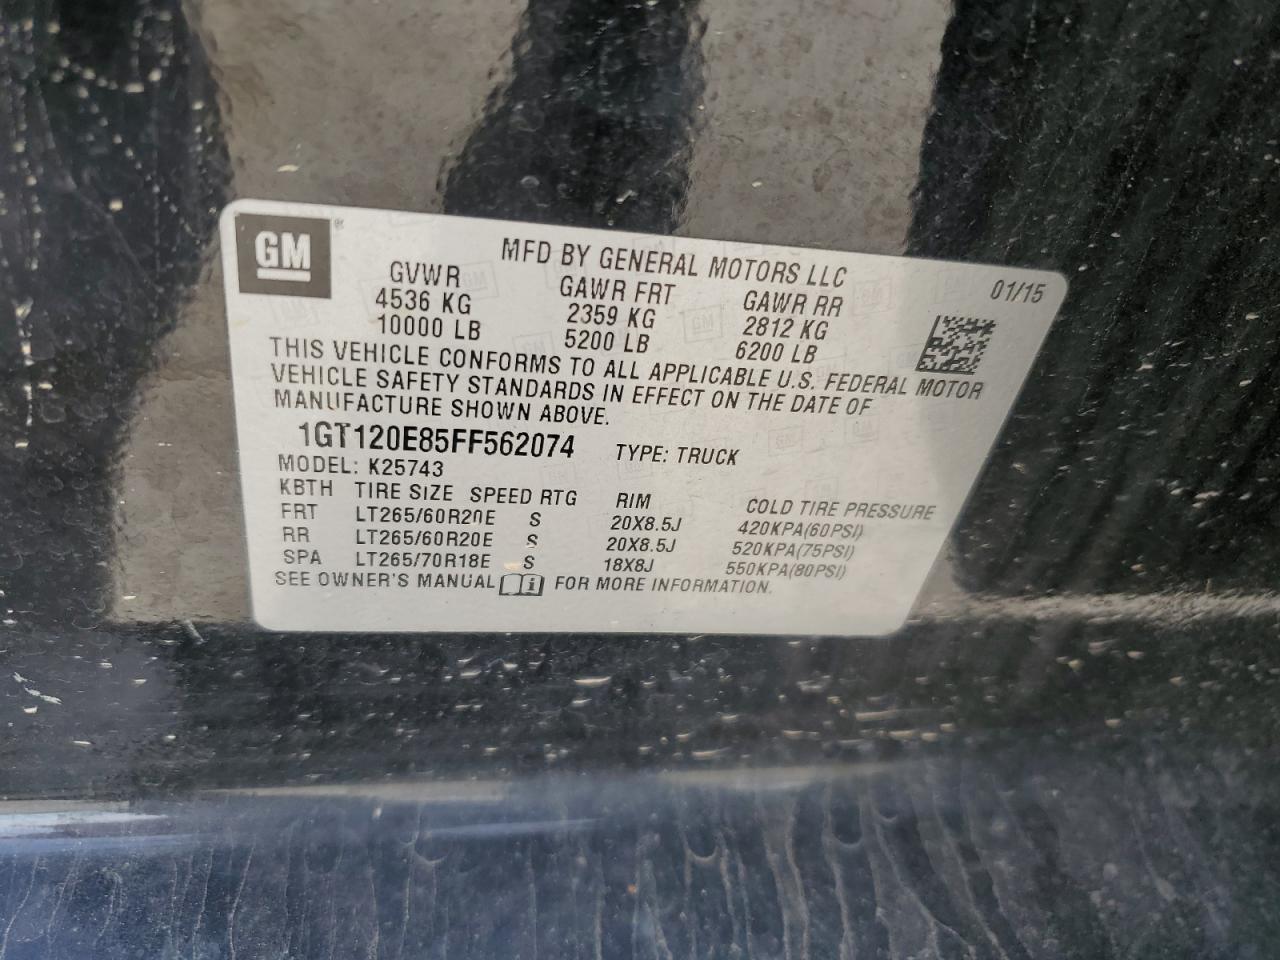 GM
MFD BY GENERAL MOTORS LLC
01/15
GVWR GAWR FRT GAWR RR
4536 KG 2359 KG 2812 KG
10000 LB 5200 LB 6200 LB
THIS VEHICLE CONFORMS TO ALL APPLICABLE U.S. FEDERAL MOTOR
VEHICLE SAFETY STANDARDS IN EFFECT ON THE DATE OF
MANUFACTURE SHOWN ABOVE.
1GT120E85FF562074 TYPE: TRUCK
MODEL: K25743
KBTH TIRE SIZE SPEED RTG RIM COLD TIRE PRESSURE
FRT LT265/60R20E S 20X8.5J 420KPA(60PSI)
RR LT265/60R20E S 20X8.5J 520KPA(75PSI)
SPA LT265/70R18E S 18X8J 550KPA(80PSI)
SEE OWNER'S MANUAL i FOR MORE INFORMATION.